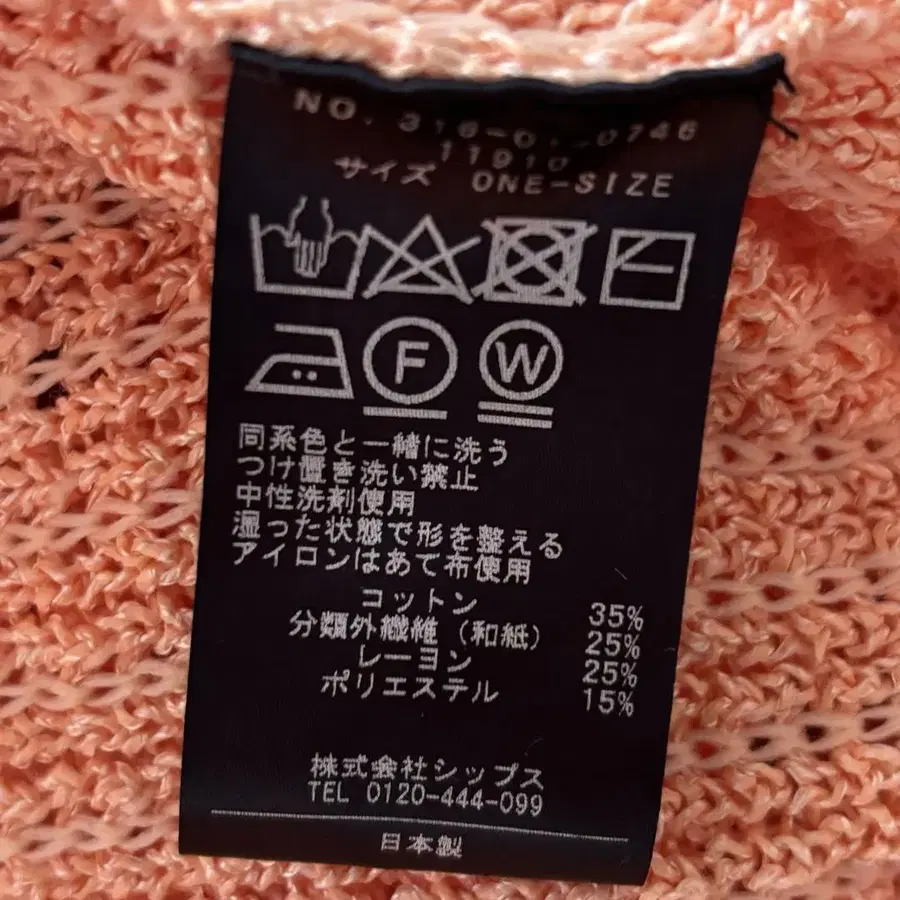 NO. 316-01-0746
11910
サイズ ONE-SIZE
F W
同系色と一緒に洗う
つけ置き洗い禁止
中性洗剤使用
湿った状態で形を整える
アイロンはあて布使用
コットン 35%
分類外繊維（和紙） 25%
レーヨン 25%
ポリエステル 15%
株式会社シップス
TEL 0120-444-099
日本製